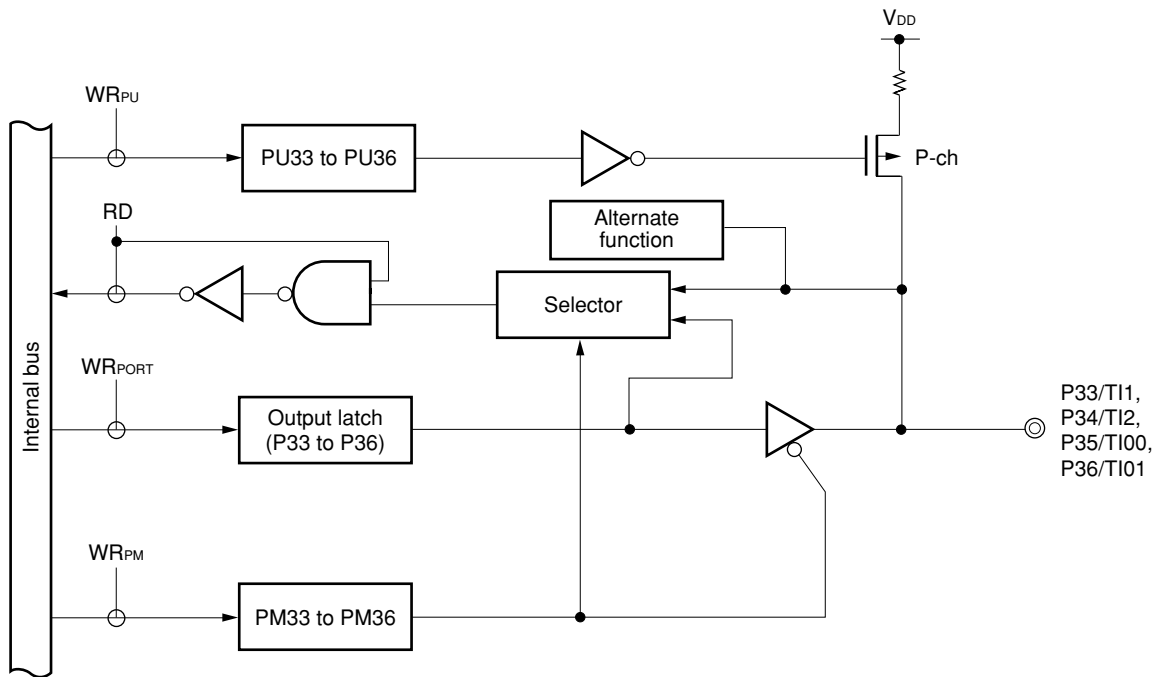 VDD
WRPU
PU33 to PU36
P-ch
RD
Alternate
function
Selector
Internal bus
WRPORT
Output latch
(P33 to P36)
P33/TI1,
P34/TI2,
P35/TI00,
P36/TI01
WRPM
PM33 to PM36